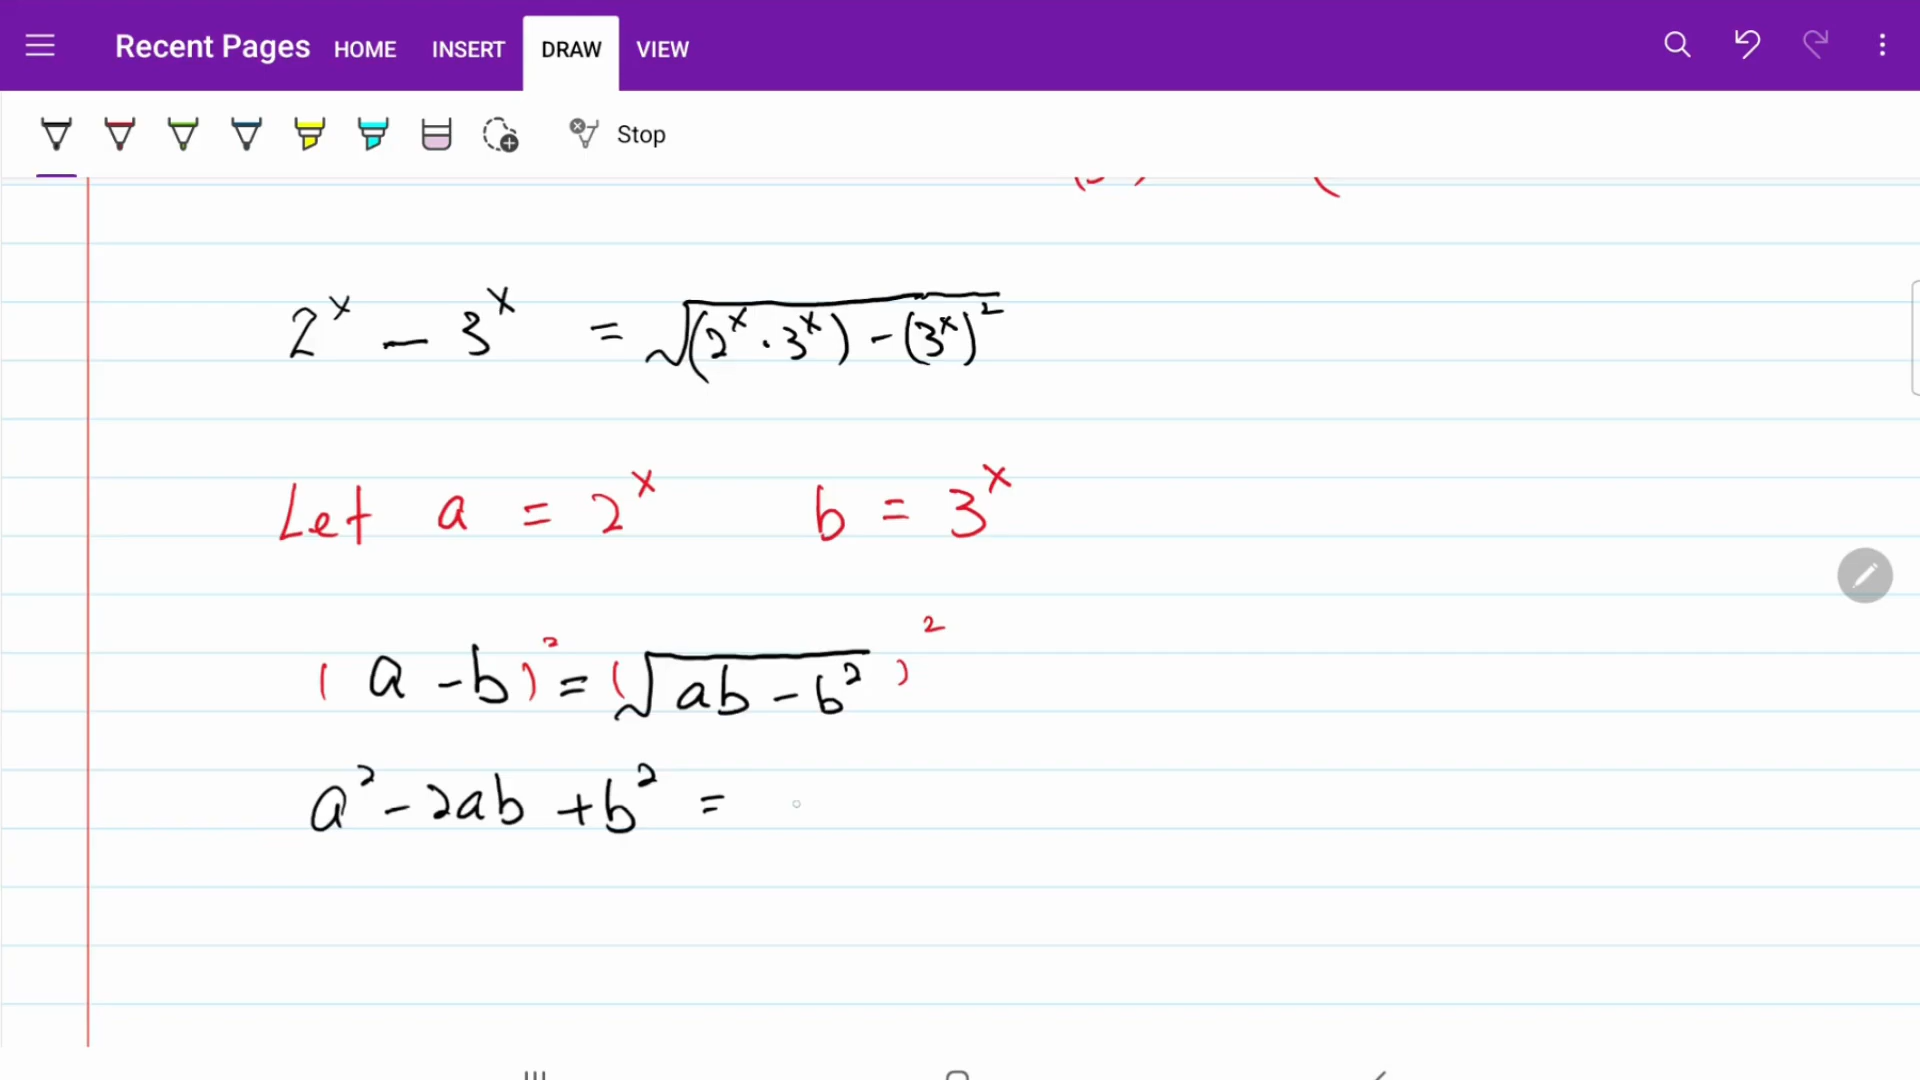 Recent Pages HOME INSERT DRAW VIEW
Stop
2^x - 3^x = √((2^x · 3^x) - (3^x)^2)
Let a = 2^x b = 3^x
(a - b)^2 = (√(ab - b^2))^2
a^2 - 2ab + b^2 =